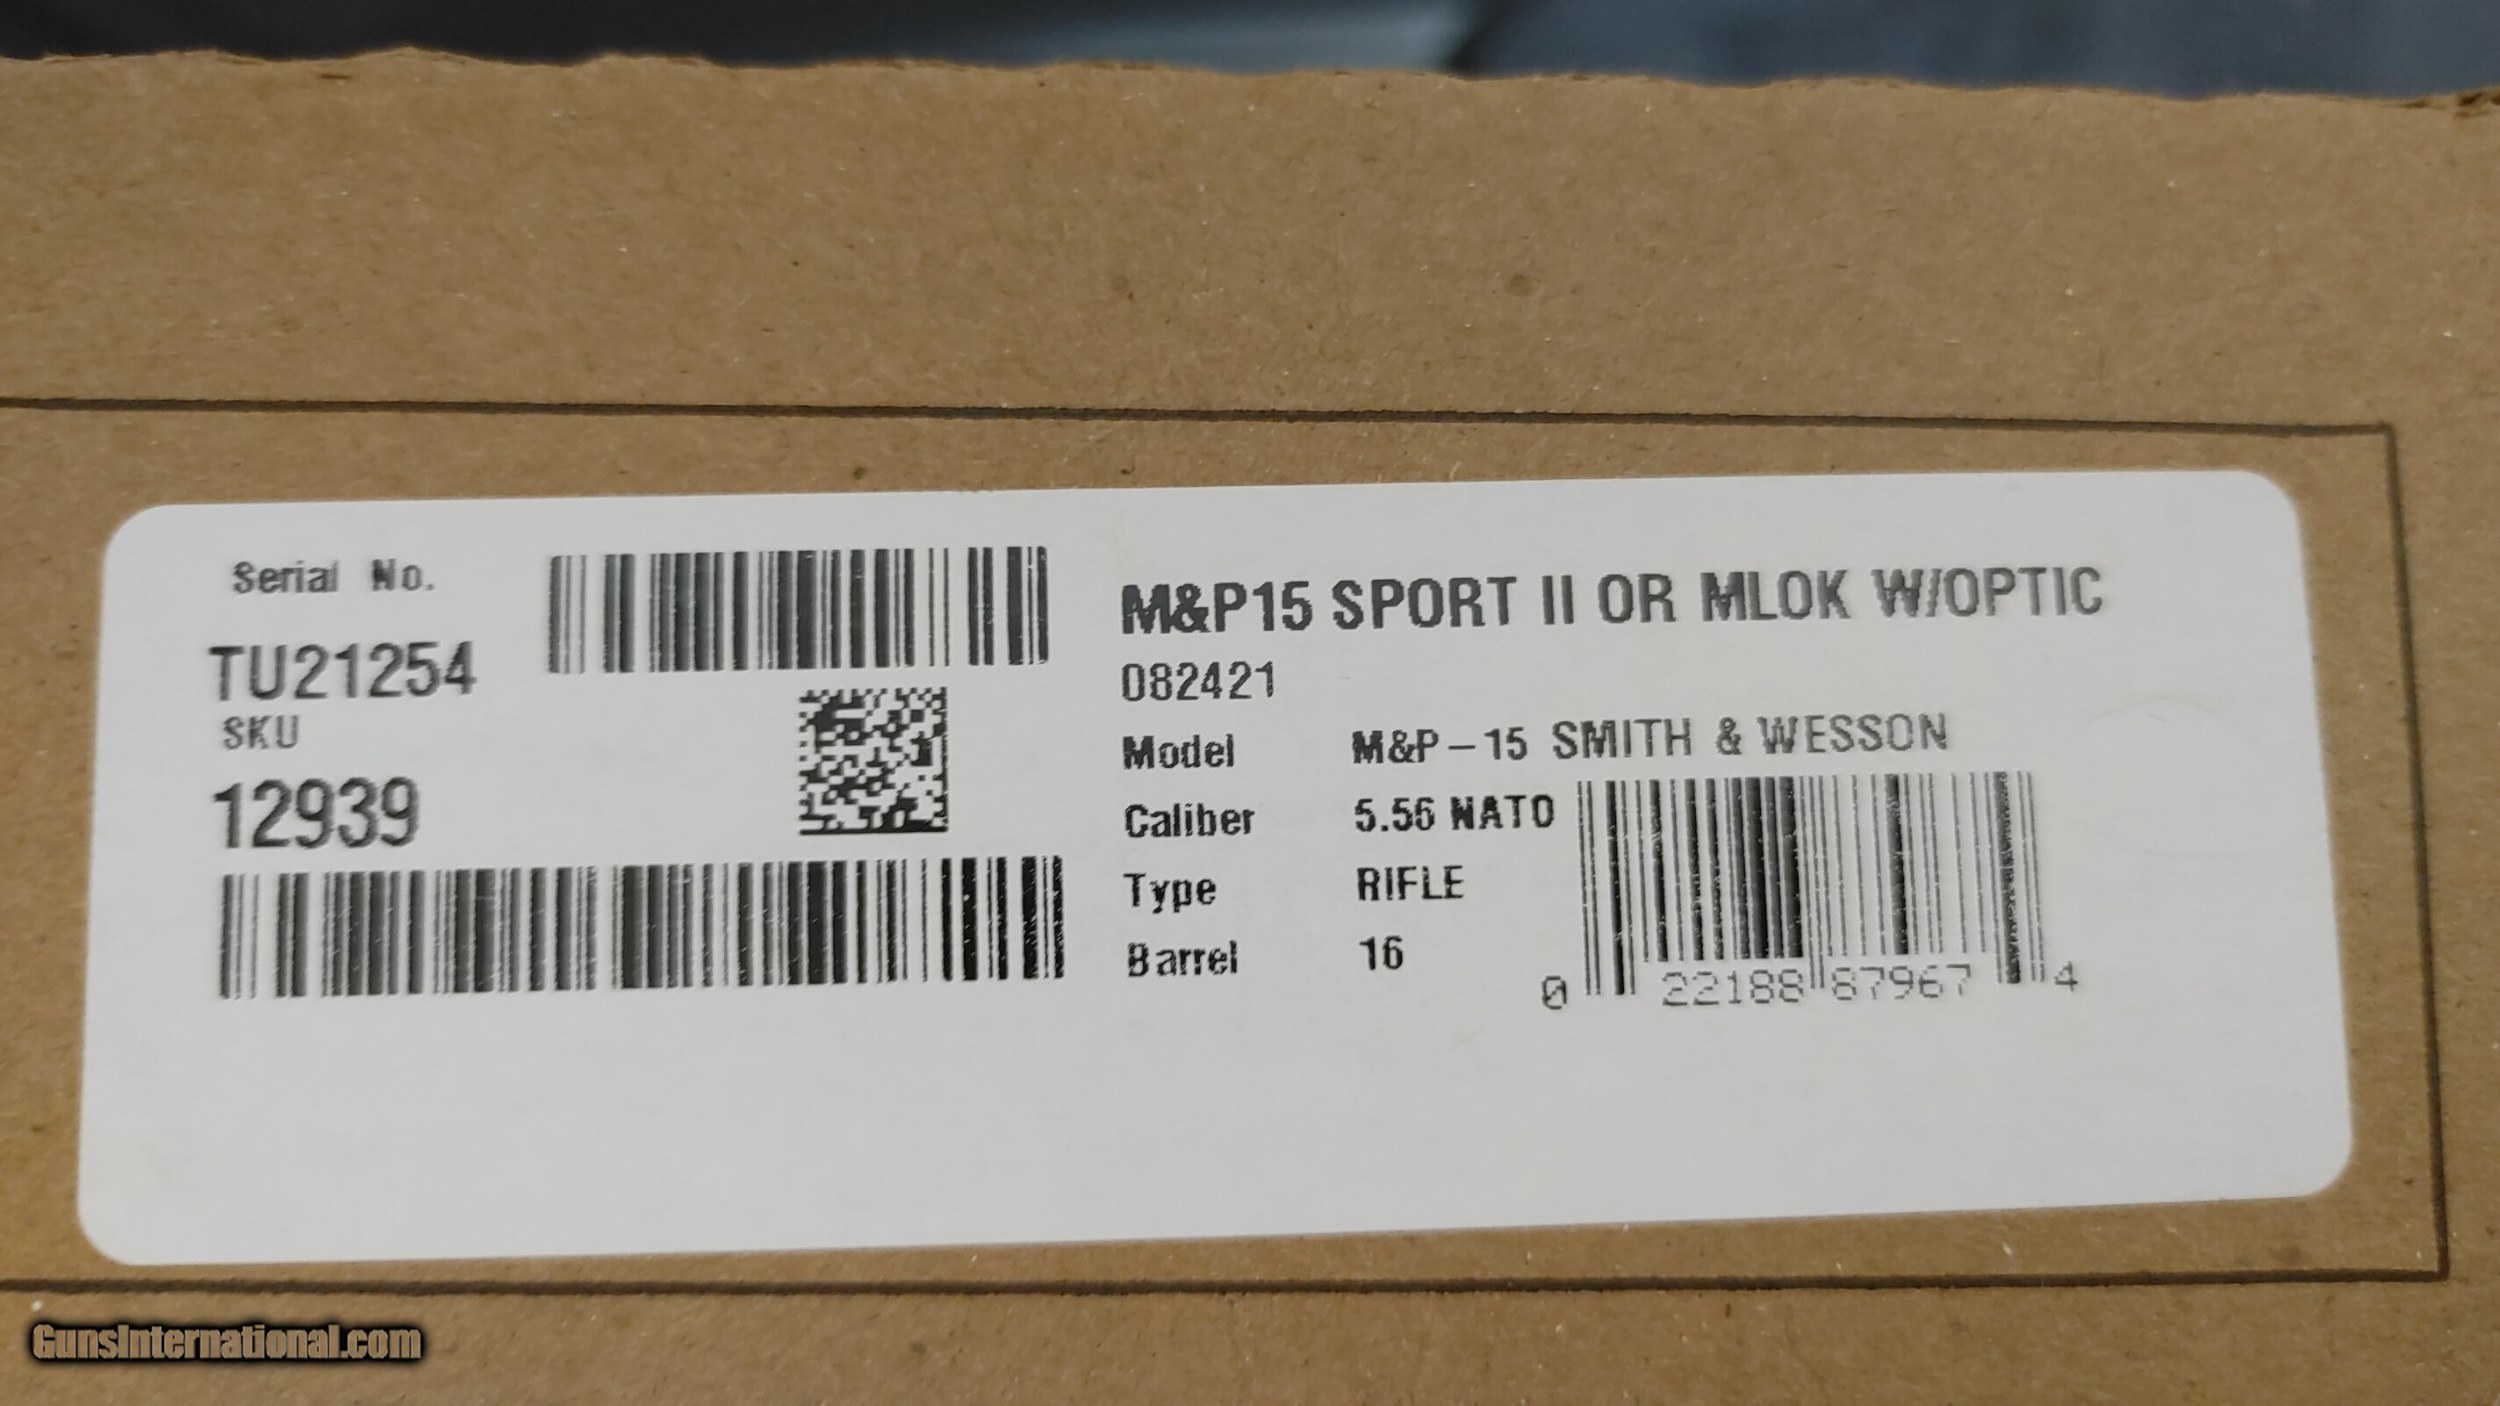 Serial No.
TU21254
SKU
12939
M&P15 SPORT II OR MLOK W/OPTIC
082421
Model M&P-15 SMITH & WESSON
Caliber 5.56 NATO
Type RIFLE
Barrel 16
0 22188 87967 4
GunsInternational.com